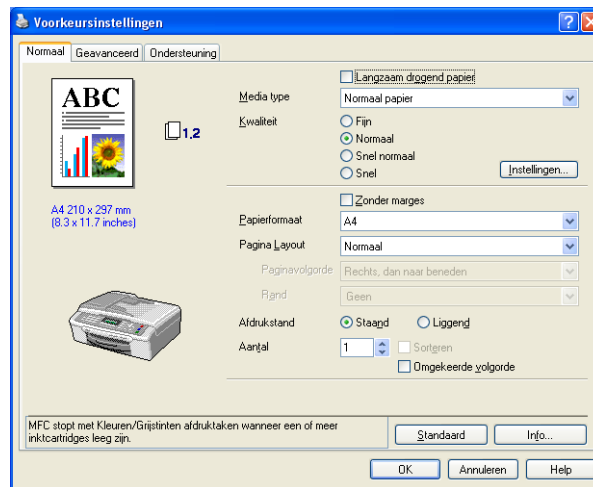 Voorkeursinstellingen
Normaal Geavanceerd Ondersteuning
ABC
1,2
A4 210 x 297 mm
(8.3 x 11.7 inches)
Langzaam drogend papier
Media type Normaal papier
Kwaliteit Fijn
Normaal
Snel normaal
Snel
Instellingen...
Zonder marges
Papierformaat A4
Pagina Layout Normaal
Paginavolgorde Rechts, dan naar beneden
Rand Geen
Afdrukstand Staand Liggend
Aantal 1 Sorteren
Omgekeerde volgorde
MFC stopt met Kleuren/Grijstinten afdruktaken wanneer een of meer
inktcartridges leeg zijn.
Standaard Info...
OK Annuleren Help